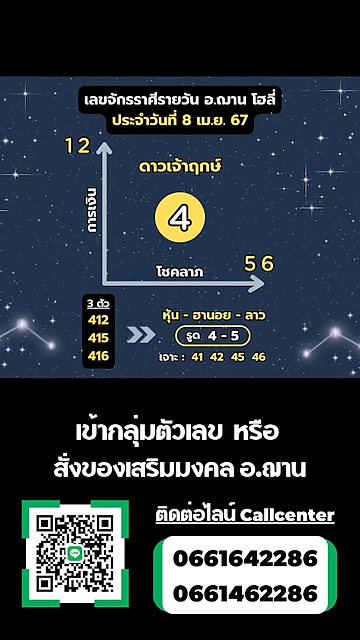 เลขจักรราศีรายวัน อ.ฌาน โฮลี่
ประจำวันที่ 8 เม.ย. 67
12
ดาวเจ้าฤกษ์
การเงิน
4
โชคลาภ
56
3 ตัว
412
415
416
หุ้น - ฮานอย - ลาว
รูด 4 - 5
เจาะ : 41 42 45 46
เข้ากลุ่มตัวเลข หรือ
สั่งของเสริมมงคล อ.ฌาน
ติดต่อไลน์ Callcenter
0661642286
0661462286